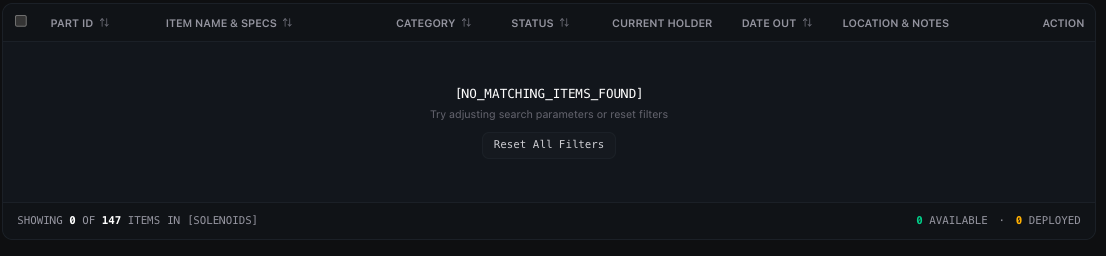 PART ID ITEM NAME & SPECS CATEGORY STATUS CURRENT HOLDER DATE OUT LOCATION & NOTES ACTION
[NO_MATCHING_ITEMS_FOUND]
Try adjusting search parameters or reset filters
Reset All Filters
SHOWING 0 OF 147 ITEMS IN [SOLENOIDS] 0 AVAILABLE · 0 DEPLOYED